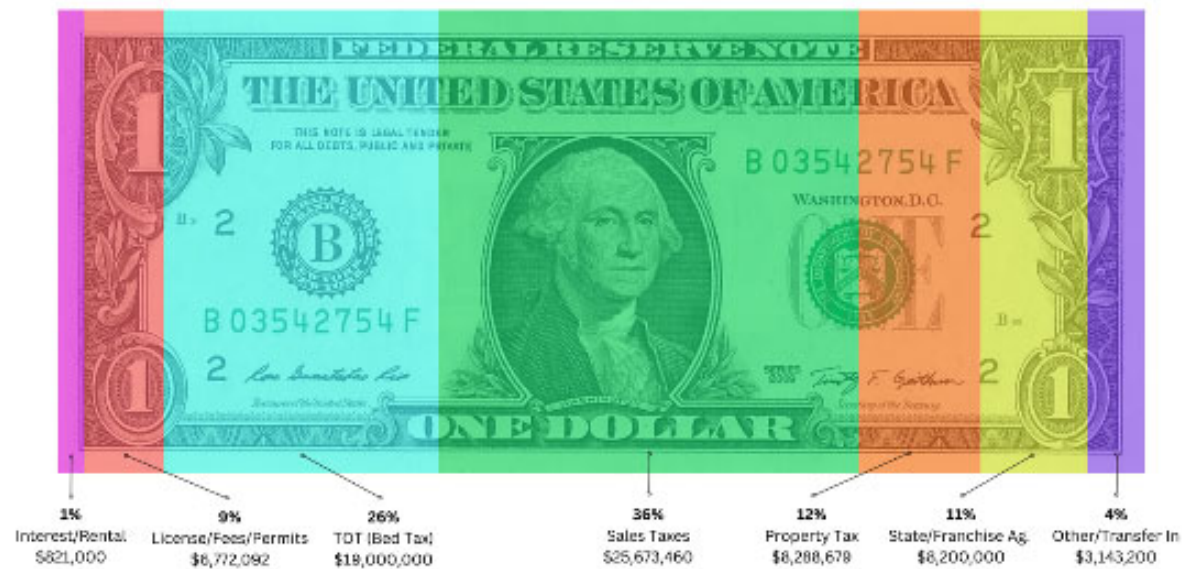 FEDERAL RESERVE NOTE
THE UNITED STATES OF AMERICA
THIS NOTE IS LEGAL TENDER
FOR ALL DEBTS, PUBLIC AND PRIVATE
B 03542754 F
WASHINGTON, D.C.
1
1
2
2
B
ONE
B 03542754 F
2
2
SERIES
1
1
ONE DOLLAR
1%
Interest/Rental
$821,000
9%
License/Fees/Permits
$6,772,092
26%
TOT (Bed Tax)
$19,000,000
36%
Sales Taxes
$25,673,460
12%
Property Tax
$8,288,679
11%
State/Franchise Ag.
$8,200,000
4%
Other/Transfer In
$3,143,200